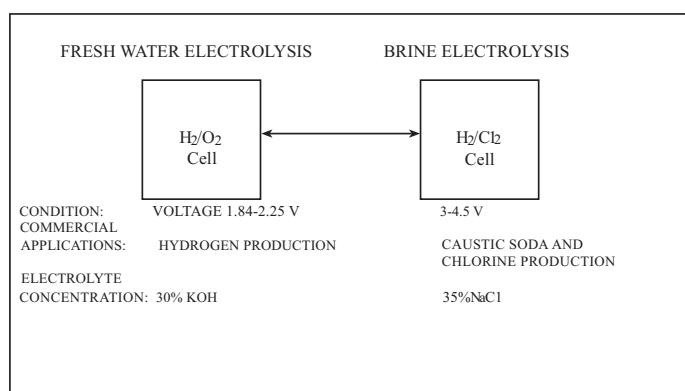 FRESH WATER ELECTROLYSIS BRINE ELECTROLYSIS
H2/O2 H2/Cl2
Cell Cell
CONDITION: VOLTAGE 1.84-2.25 V 3-4.5 V
COMMERCIAL
APPLICATIONS: HYDROGEN PRODUCTION CAUSTIC SODA AND
CHLORINE PRODUCTION
ELECTROLYTE
CONCENTRATION: 30% KOH 35%NaCl